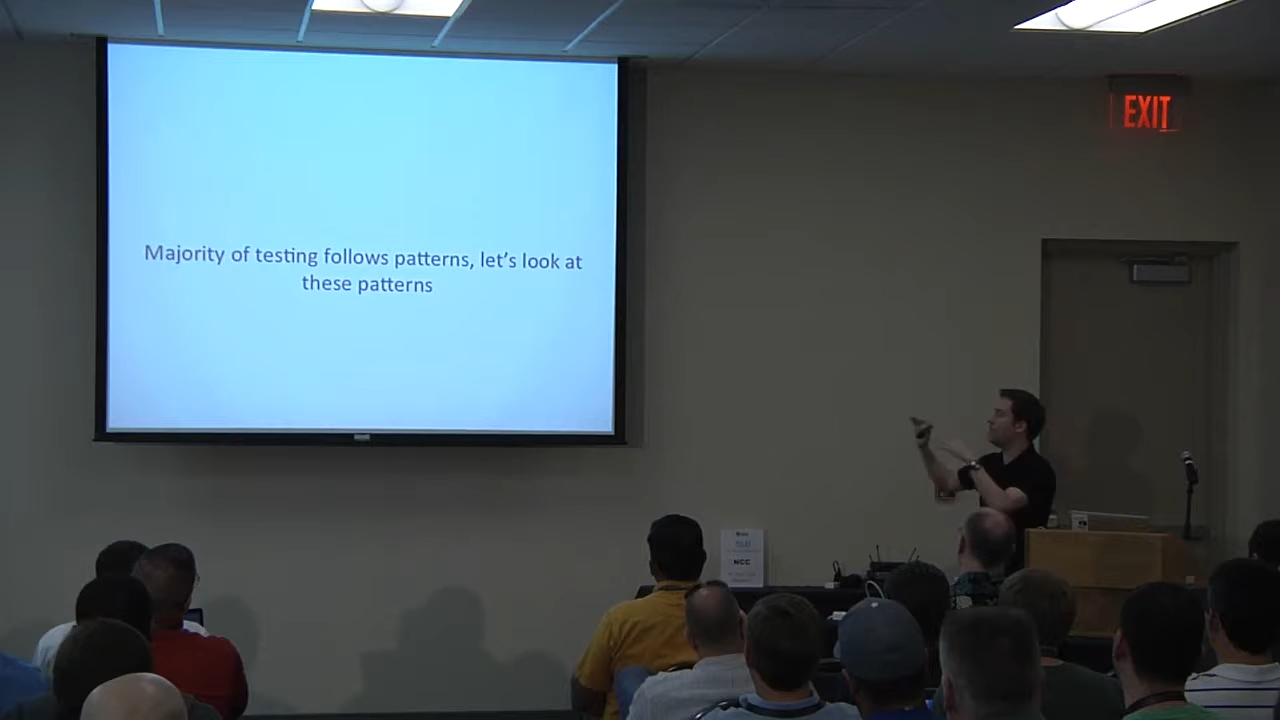 Majority of testing follows patterns, let's look at
these patterns
EXIT
NCC